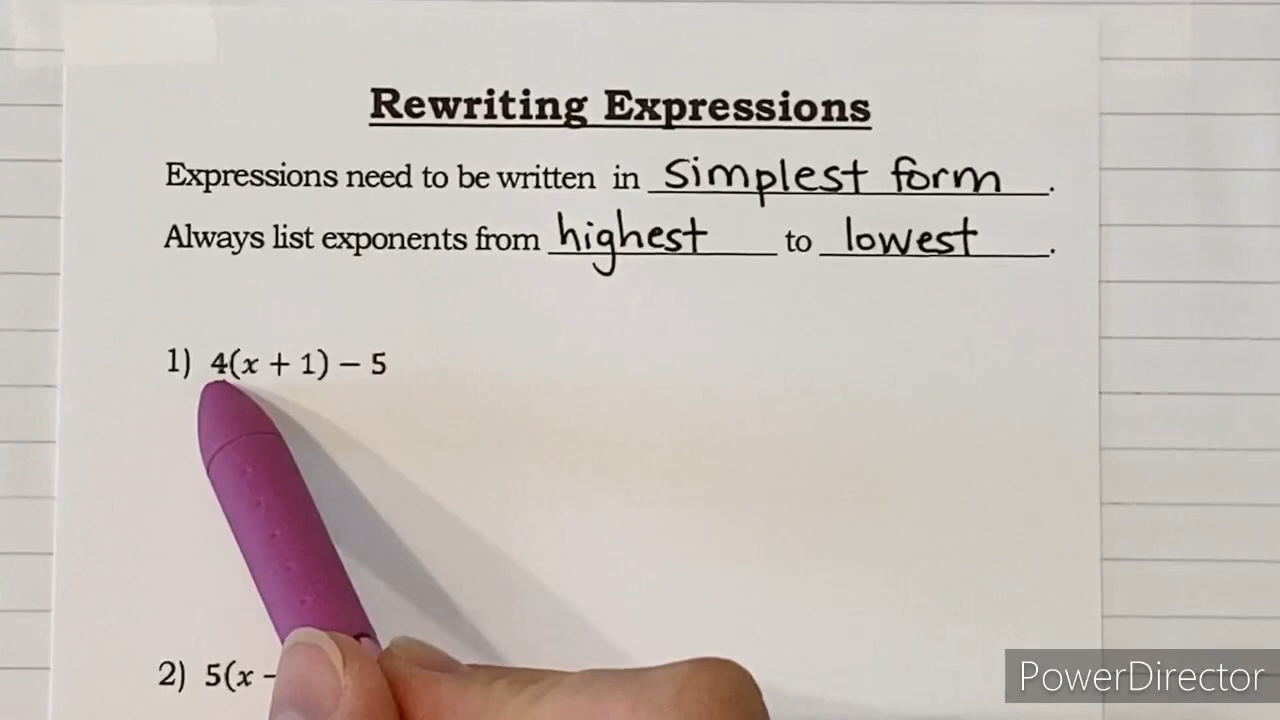 Rewriting Expressions
Expressions need to be written in simplest form.
Always list exponents from highest to lowest.
1) 4(x + 1) – 5
2) 5(x –
PowerDirector